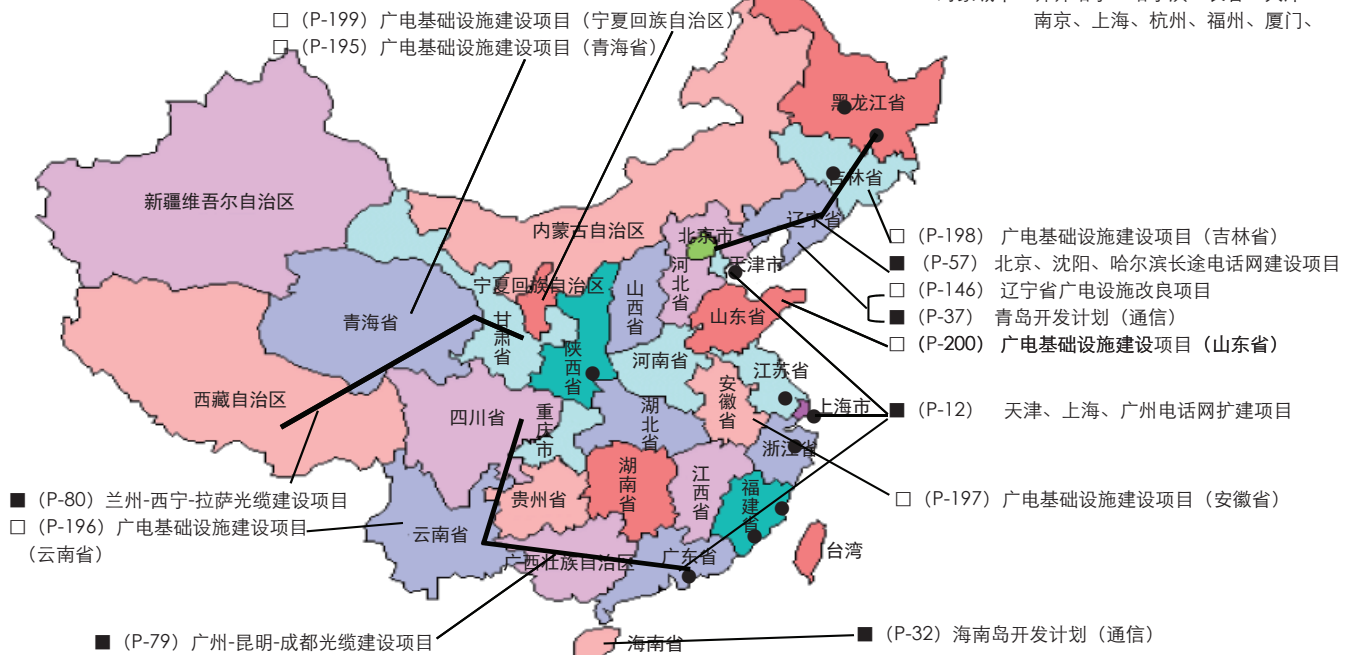 □（P-199）广电基础设施建设项目（宁夏回族自治区）
□（P-195）广电基础设施建设项目（青海省）
南京、上海、杭州、福州、厦门、
黑龙江省
吉林省
辽宁省
新疆维吾尔自治区
内蒙古自治区
北京市
天津市
河北省
宁夏回族自治区
山西省
山东省
青海省
甘肃省
陕西省
河南省
江苏省
安徽省
上海市
西藏自治区
四川省
重庆市
湖北省
浙江省
湖南省
江西省
福建省
贵州省
云南省
广西壮族自治区
广东省
台湾
海南省
□（P-198） 广电基础设施建设项目（吉林省）
■（P-57） 北京、沈阳、哈尔滨长途电话网建设项目
□（P-146） 辽宁省广电设施改良项目
■（P-37） 青岛开发计划（通信）
□（P-200） 广电基础设施建设项目（山东省）
■（P-12） 天津、上海、广州电话网扩建项目
□（P-197）广电基础设施建设项目（安徽省）
■（P-80）兰州-西宁-拉萨光缆建设项目
□（P-196）广电基础设施建设项目
（云南省）
■（P-79）广州-昆明-成都光缆建设项目
■（P-32）海南岛开发计划（通信）